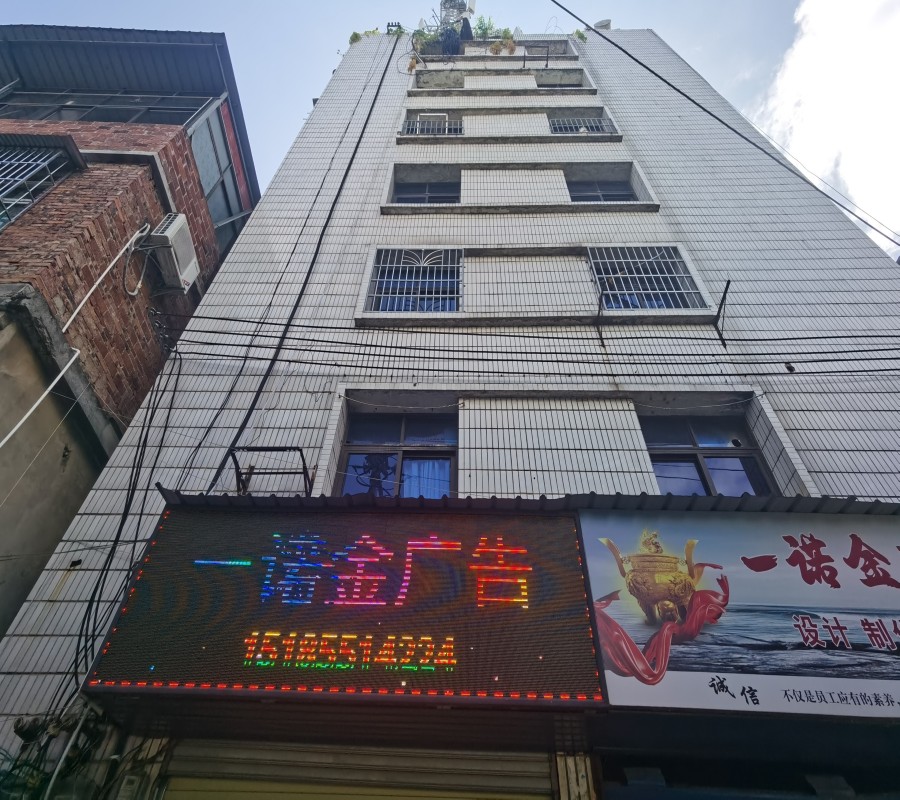 一诺金广告
15185514224
一诺金
设计 制作
诚信
不仅是员工应有的素养,